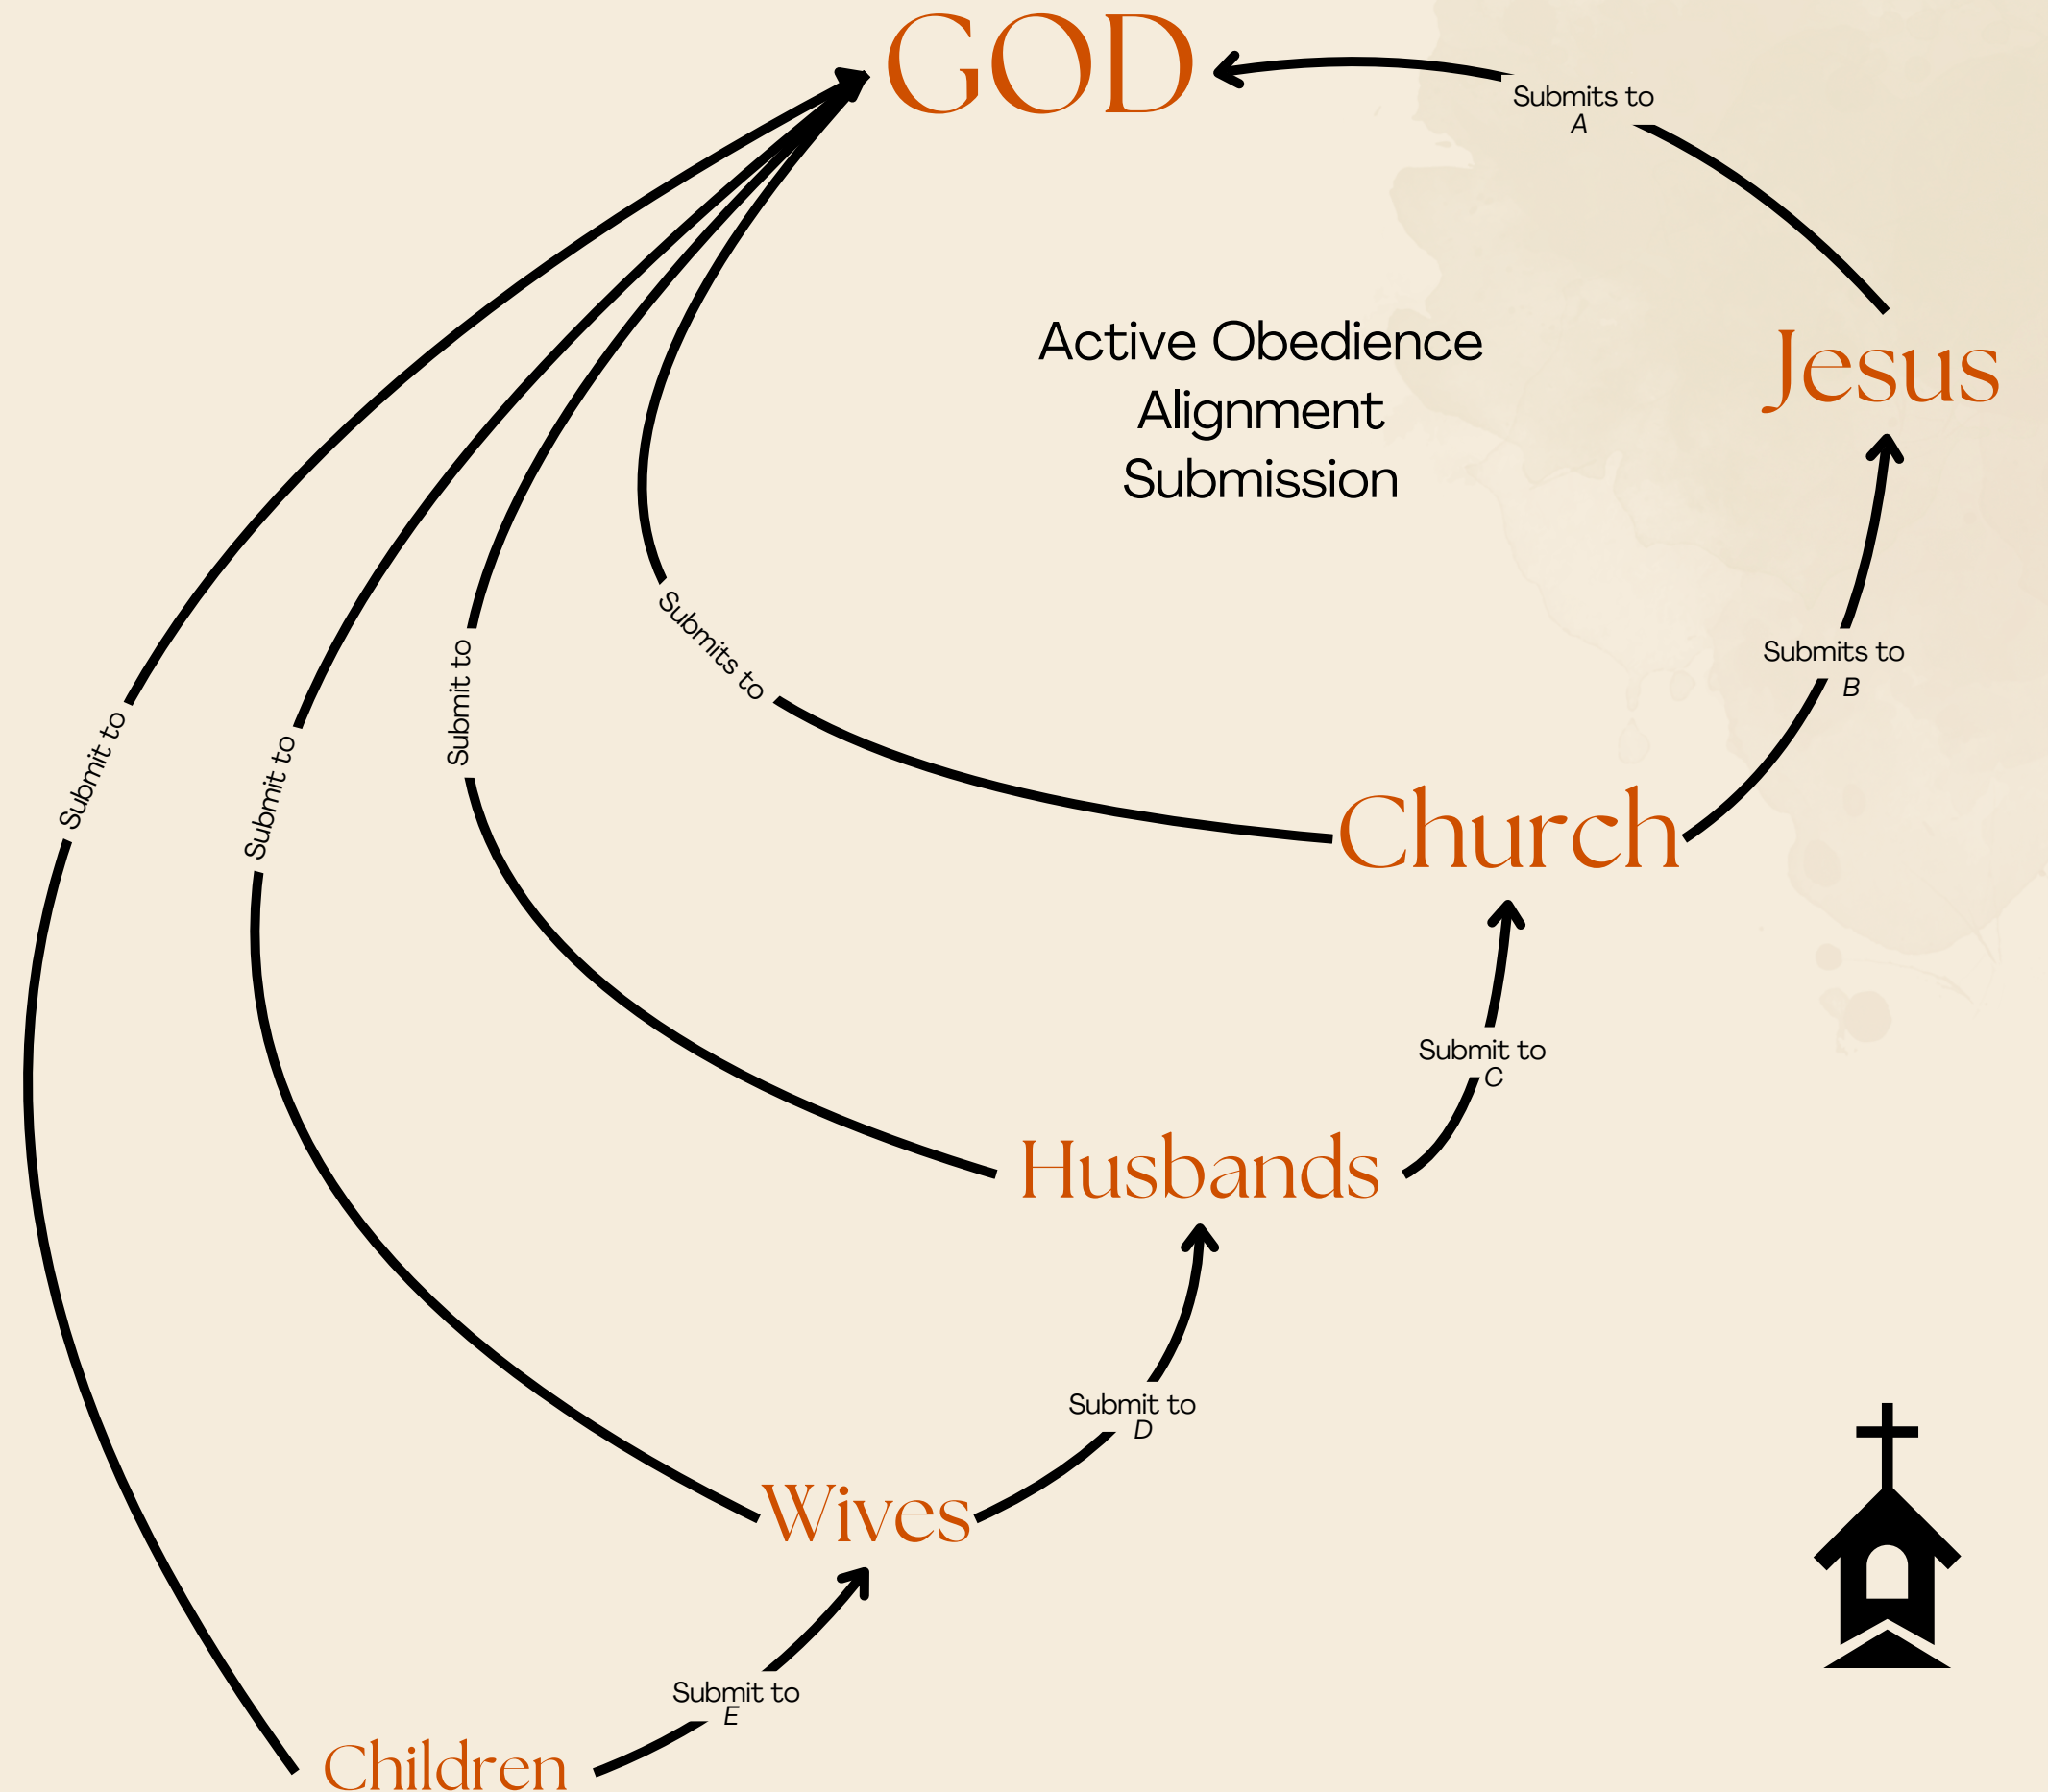 GOD
Submits to
A
Active Obedience
Alignment
Submission
Jesus
Submits to
Submit to
Submits to
B
Submit to
Submit to
Church
Submit to
C
Husbands
Submit to
D
Wives
Submit to
E
Children